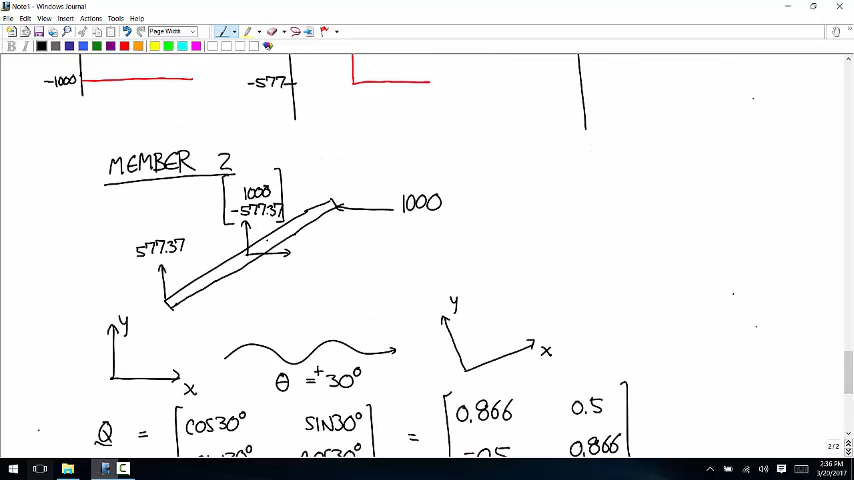 Note1 - Windows Journal
File Edit View Insert Actions Tools Help
Page Width
B I
-1000
-577
MEMBER 2
1000
-577.37
1000
577.37
y
x
y
x
θ = +30°
Q = COS30° SIN30° = 0.866 0.5
0.866
2/2
2:36 PM
3/20/2017